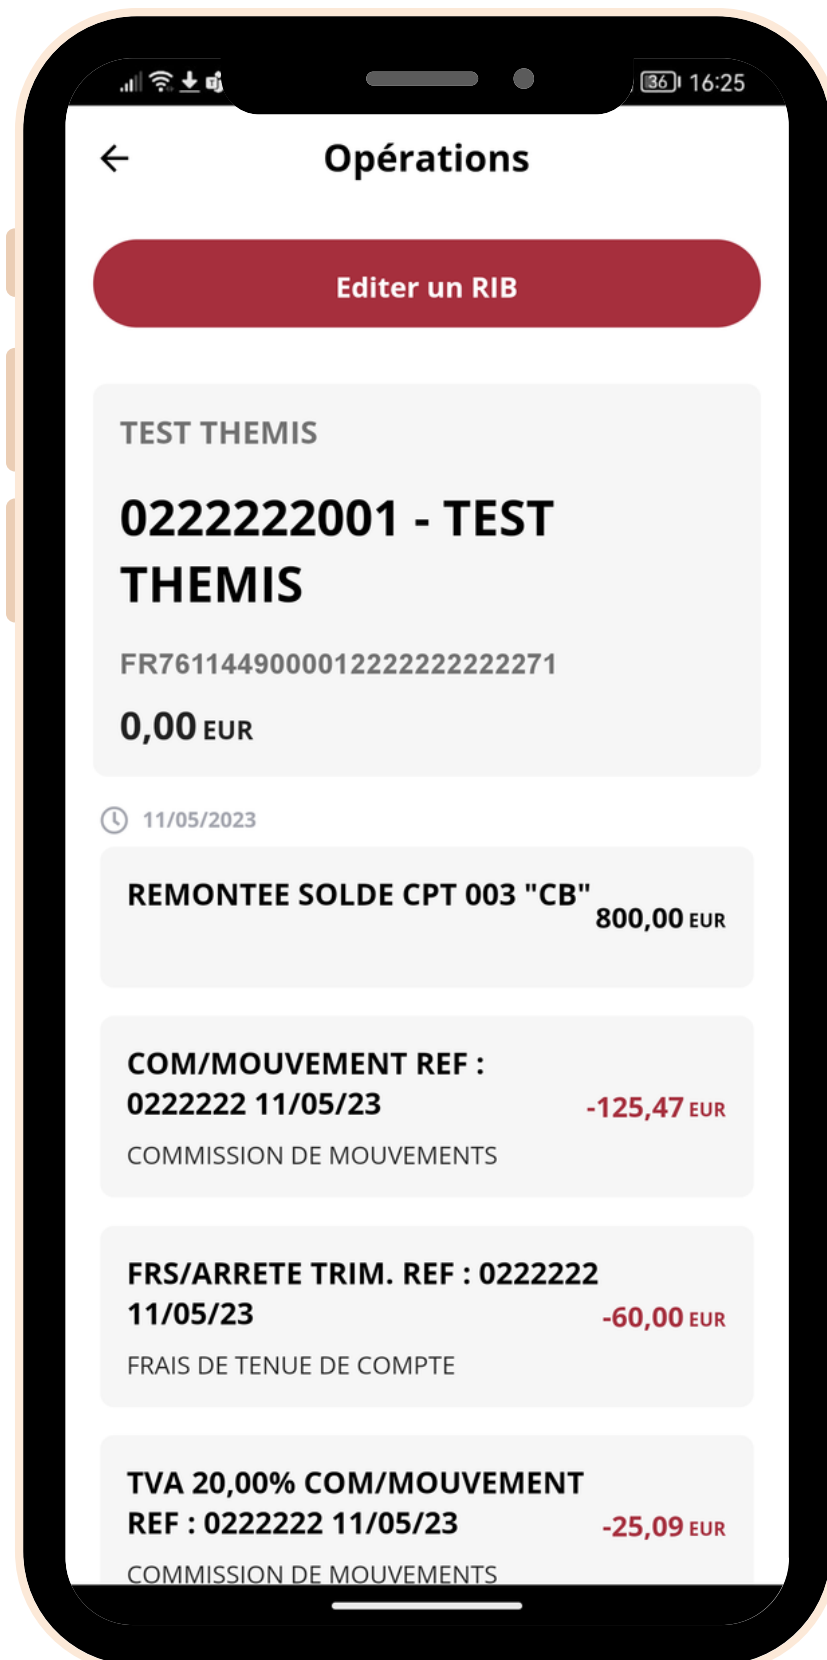 36 16:25
Opérations
Editer un RIB
TEST THEMIS
0222222001 - TEST
THEMIS
FR7611449000012222222222271
0,00 EUR
11/05/2023
REMONTEE SOLDE CPT 003 "CB"
800,00 EUR
COM/MOUVEMENT REF :
0222222 11/05/23
-125,47 EUR
COMMISSION DE MOUVEMENTS
FRS/ARRETE TRIM. REF : 0222222
11/05/23
-60,00 EUR
FRAIS DE TENUE DE COMPTE
TVA 20,00% COM/MOUVEMENT
REF : 0222222 11/05/23
-25,09 EUR
COMMISSION DE MOUVEMENTS